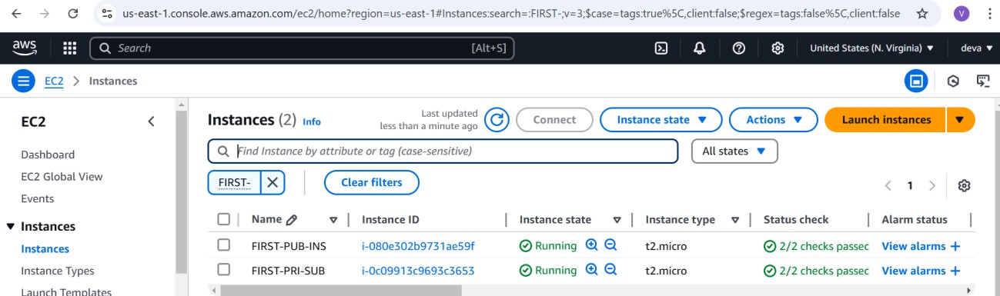 us-east-1.console.aws.amazon.com/ec2/home?region=us-east-1#Instances:search=:FIRST-;v=3;$case=tags:true%5C,client:false;$regex=tags:false%5C,client:false
V
aws
Search
[Alt+S]
United States (N. Virginia)
deva
EC2
Instances
EC2
Dashboard
EC2 Global View
Events
Instances
Instances
Instance Types
Launch Templates
Instances (2) Info
Last updated
less than a minute ago
Connect
Instance state
Actions
Launch instances
Find Instance by attribute or tag (case-sensitive)
All states
FIRST-
Clear filters
1
Name Instance ID Instance state Instance type Status check Alarm status
FIRST-PUB-INS i-080e302b9731ae59f Running t2.micro 2/2 checks passec View alarms +
FIRST-PRI-SUB i-0c09913c9693c3653 Running t2.micro 2/2 checks passec View alarms +